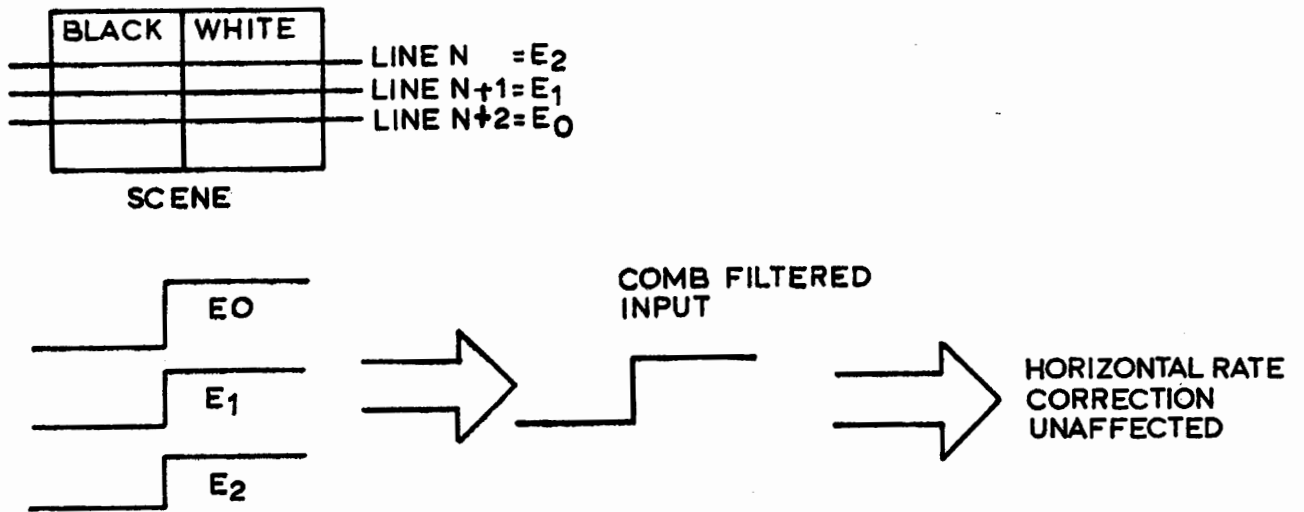 BLACK WHITE
LINE N =E2
LINE N+1=E1
LINE N+2=E0
SCENE
E0
E1
E2
COMB FILTERED
INPUT
HORIZONTAL RATE
CORRECTION
UNAFFECTED